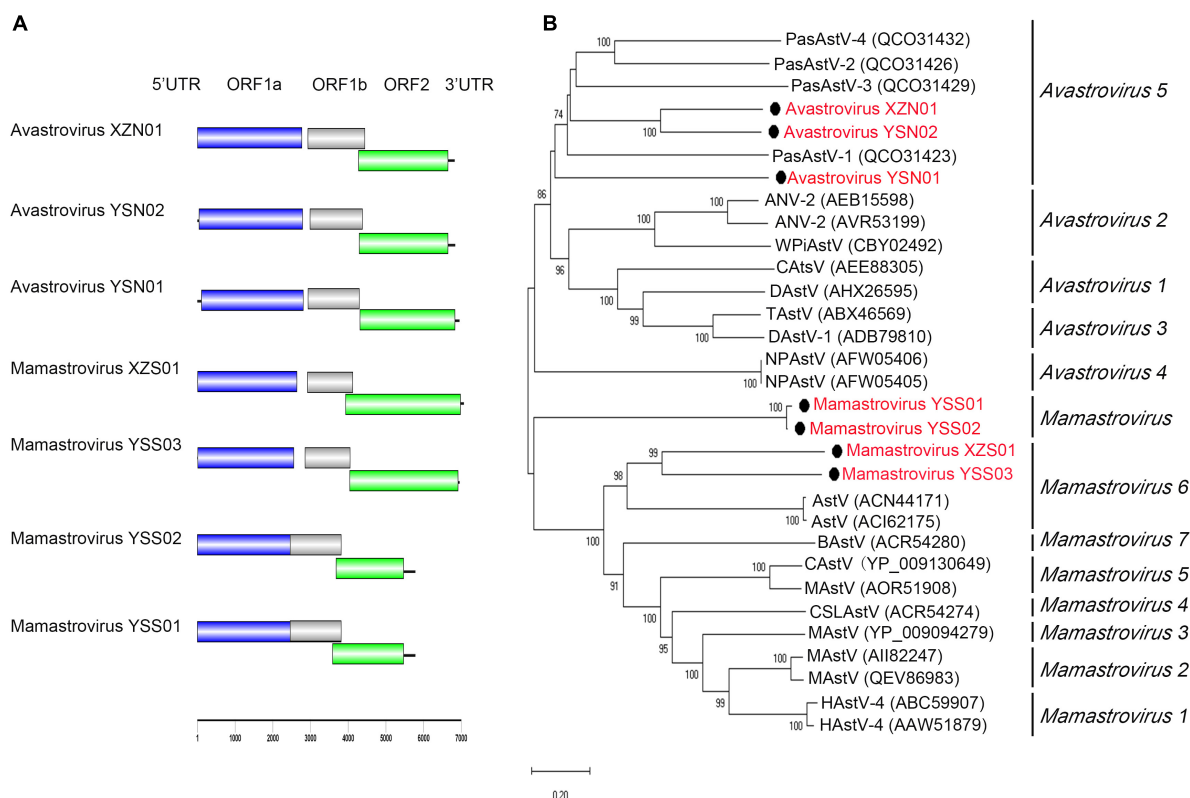 A
5'UTR ORF1a ORF1b ORF2 3'UTR
Avastrovirus XZN01
Avastrovirus YSN02
Avastrovirus YSN01
Mamastrovirus XZS01
Mamastrovirus YSS03
Mamastrovirus YSS02
Mamastrovirus YSS01
1 1000 2000 3000 4000 5000 6000 7000
B
100 PasAstV-4 (QCO31432)
PasAstV-2 (QCO31426)
PasAstV-3 (QCO31429)
74 Avastrovirus XZN01
100 Avastrovirus YSN02
PasAstV-1 (QCO31423)
Avastrovirus YSN01
Avastrovirus 5
86 100 ANV-2 (AEB15598)
100 ANV-2 (AVR53199)
WPiAstV (CBY02492)
Avastrovirus 2
96 CAtsV (AEE88305)
100 DAstV (AHX26595)
Avastrovirus 1
99 TAstV (ABX46569)
100 DAstV-1 (ADB79810)
Avastrovirus 3
NPAstV (AFW05406)
100 NPAstV (AFW05405)
Avastrovirus 4
100 Mamastrovirus YSS01
Mamastrovirus YSS02
Mamastrovirus
99 Mamastrovirus XZS01
98 Mamastrovirus YSS03
AstV (ACN44171)
100 AstV (ACI62175)
Mamastrovirus 6
100 BAstV (ACR54280)
Mamastrovirus 7
91 100 CAstV（YP_009130649)
MAstV (AOR51908)
Mamastrovirus 5
100 CSLAstV (ACR54274)
Mamastrovirus 4
95 MAstV (YP_009094279)
Mamastrovirus 3
100 100 MAstV (AII82247)
MAstV (QEV86983)
Mamastrovirus 2
99 HAstV-4 (ABC59907)
100 HAstV-4 (AAW51879)
Mamastrovirus 1
0.20